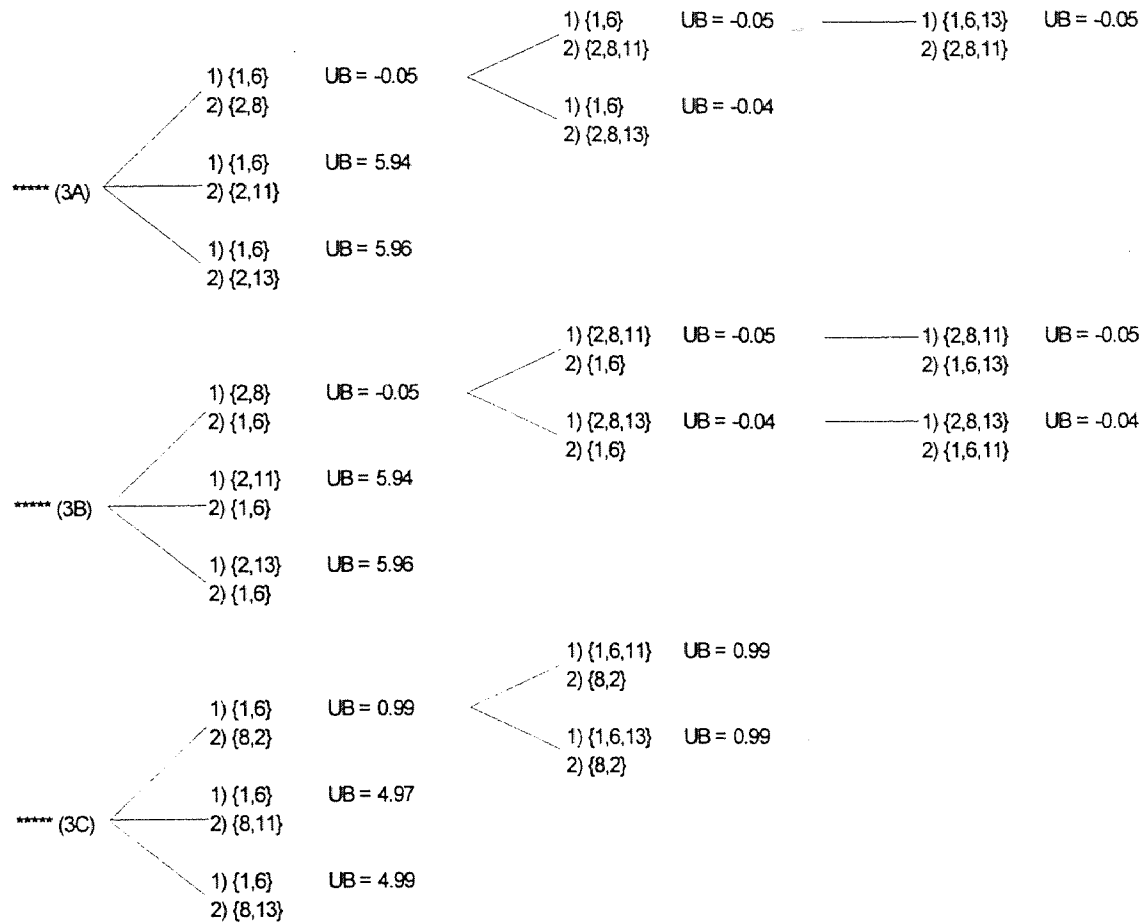 1) {1,6} UB = -0.05 1) {1,6,13} UB = -0.05
2) {2,8,11} 2) {2,8,11}
1) {1,6} UB = -0.05
2) {2,8}
1) {1,6} UB = -0.04
2) {2,8,13}
1) {1,6} UB = 5.94
***** (3A) 2) {2,11}
1) {1,6} UB = 5.96
2) {2,13}
1) {2,8,11} UB = -0.05 1) {2,8,11} UB = -0.05
2) {1,6} 2) {1,6,13}
1) {2,8} UB = -0.05
2) {1,6}
1) {2,8,13} UB = -0.04 1) {2,8,13} UB = -0.04
2) {1,6} 2) {1,6,11}
1) {2,11} UB = 5.94
***** (3B) 2) {1,6}
1) {2,13} UB = 5.96
2) {1,6}
1) {1,6,11} UB = 0.99
2) {8,2}
1) {1,6} UB = 0.99
2) {8,2}
1) {1,6,13} UB = 0.99
2) {8,2}
1) {1,6} UB = 4.97
***** (3C) 2) {8,11}
1) {1,6} UB = 4.99
2) {8,13}